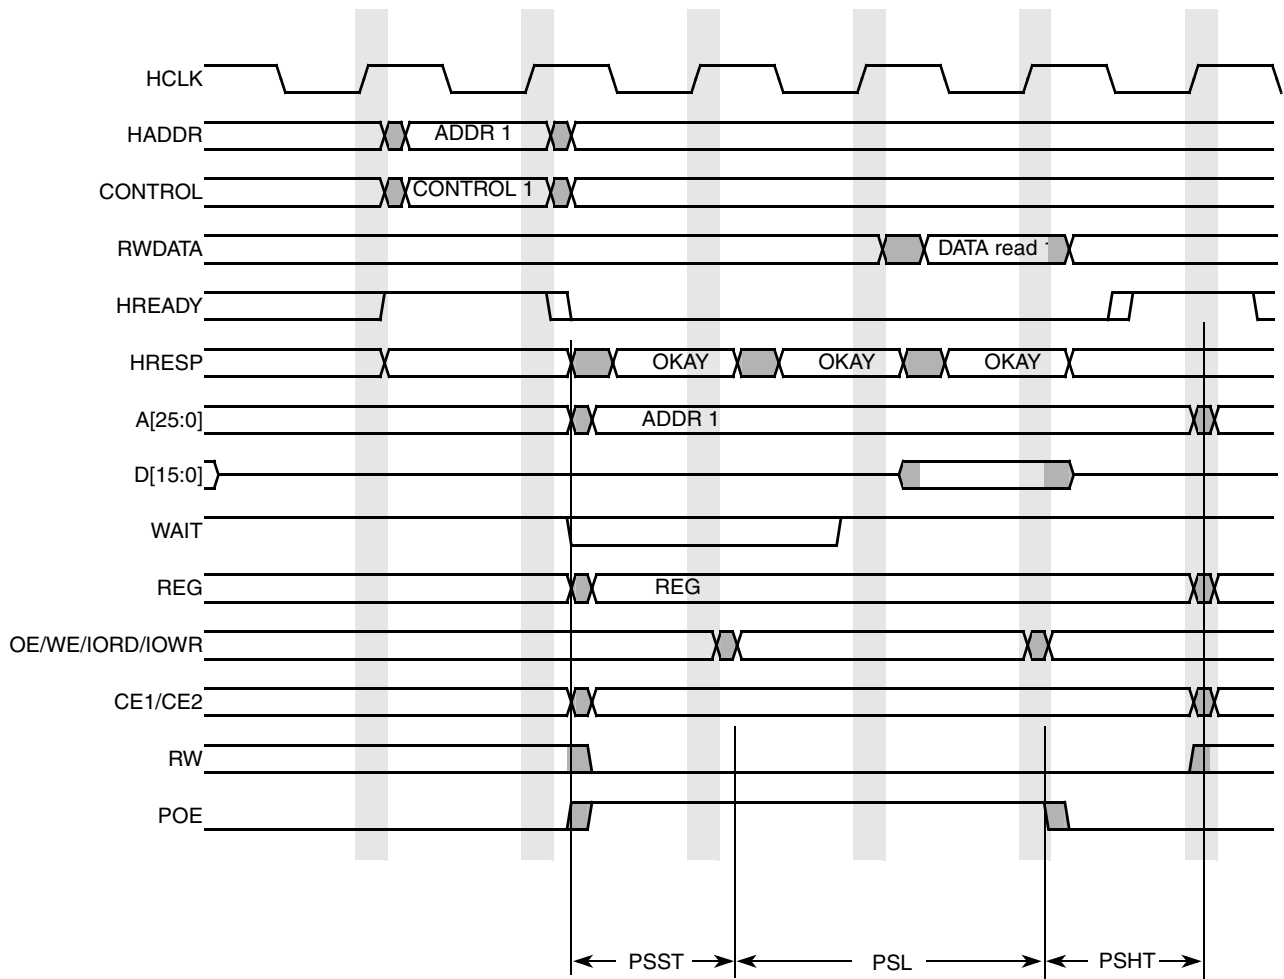 HCLK
HADDR
ADDR 1
CONTROL
CONTROL 1
RWDATA
DATA read 1
HREADY
HRESP
OKAY
OKAY
OKAY
A[25:0]
ADDR 1
D[15:0]
WAIT
REG
REG
OE/WE/IORD/IOWR
CE1/CE2
RW
POE
PSST
PSL
PSHT